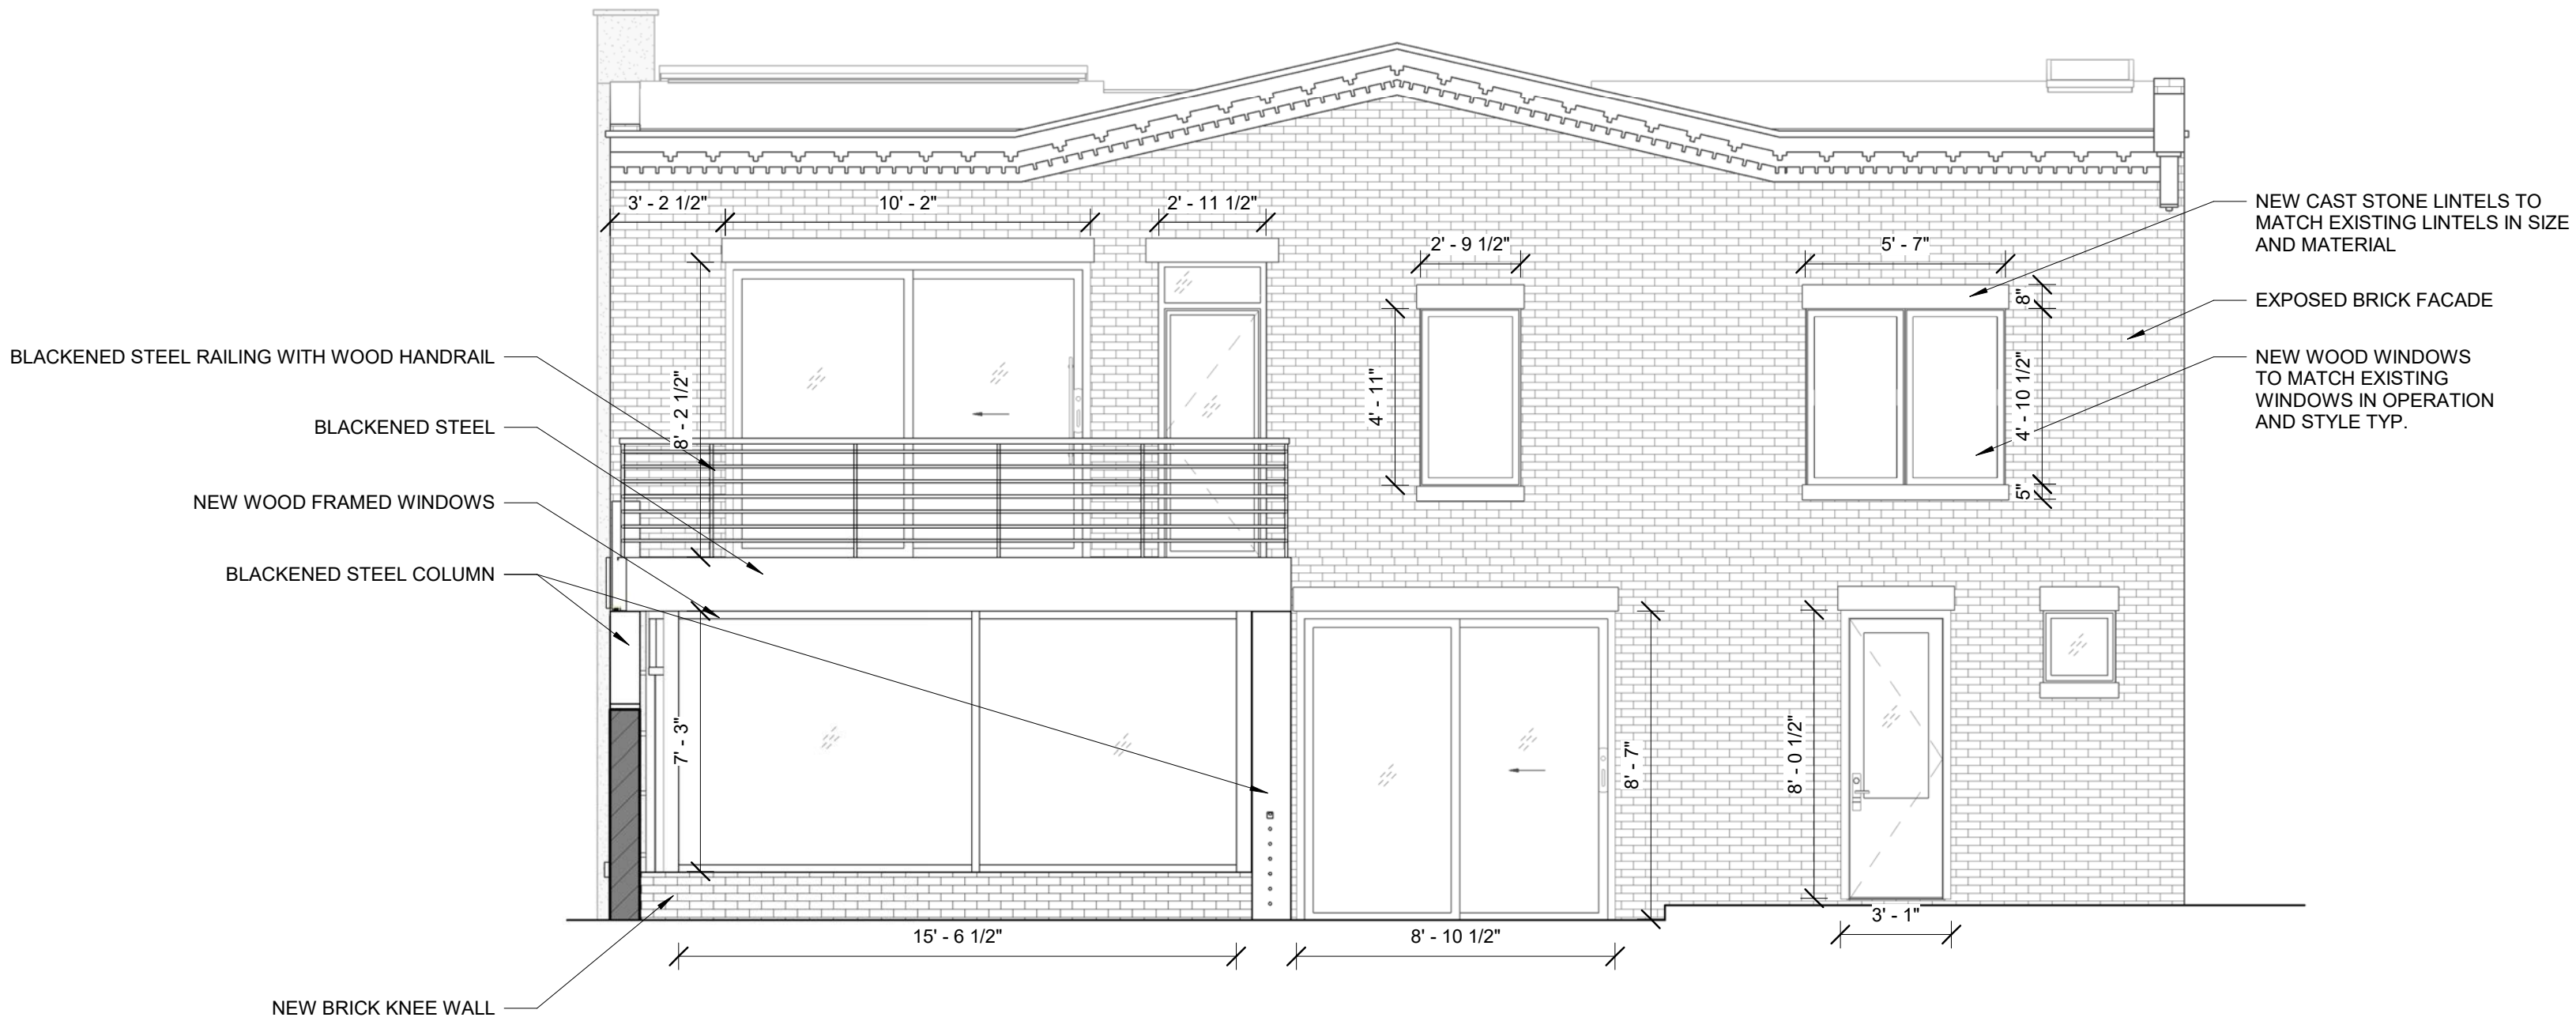 3' - 2 1/2"
10' - 2"
2' - 11 1/2"
2' - 9 1/2"
5' - 7"
NEW CAST STONE LINTELS TO
MATCH EXISTING LINTELS IN SIZE
AND MATERIAL
8"
EXPOSED BRICK FACADE
BLACKENED STEEL RAILING WITH WOOD HANDRAIL
8' - 2 1/2"
4' - 11"
4' - 10 1/2"
NEW WOOD WINDOWS
TO MATCH EXISTING
WINDOWS IN OPERATION
AND STYLE TYP.
BLACKENED STEEL
5"
NEW WOOD FRAMED WINDOWS
BLACKENED STEEL COLUMN
7' - 3"
8' - 7"
8' - 0 1/2"
3' - 1"
15' - 6 1/2"
8' - 10 1/2"
NEW BRICK KNEE WALL